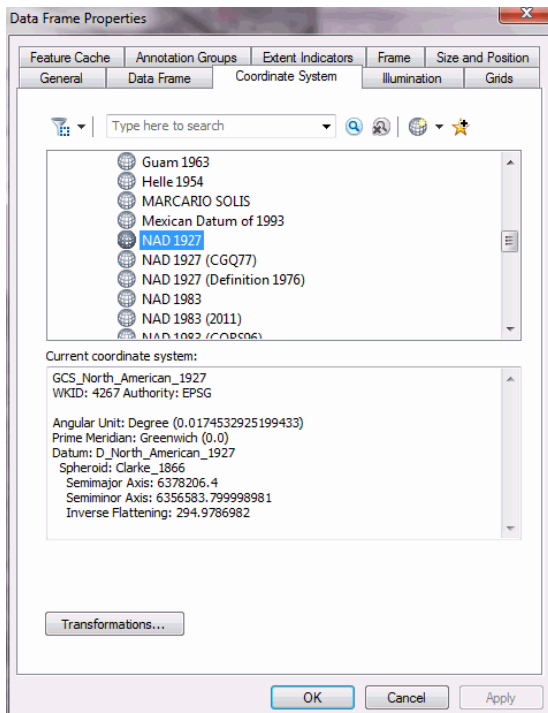 Data Frame Properties
Feature Cache Annotation Groups Extent Indicators Frame Size and Position
General Data Frame Coordinate System Illumination Grids
Type here to search
Guam 1963
Helle 1954
MARCARIO SOLIS
Mexican Datum of 1993
NAD 1927
NAD 1927 (CGQ77)
NAD 1927 (Definition 1976)
NAD 1983
NAD 1983 (2011)
NAD 1983 (CORS96)
Current coordinate system:
GCS_North_American_1927
WKID: 4267 Authority: EPSG
Angular Unit: Degree (0.0174532925199433)
Prime Meridian: Greenwich (0.0)
Datum: D_North_American_1927
Spheroid: Clarke_1866
Semimajor Axis: 6378206.4
Semiminor Axis: 6356583.799998981
Inverse Flattening: 294.9786982
Transformations...
OK Cancel Apply